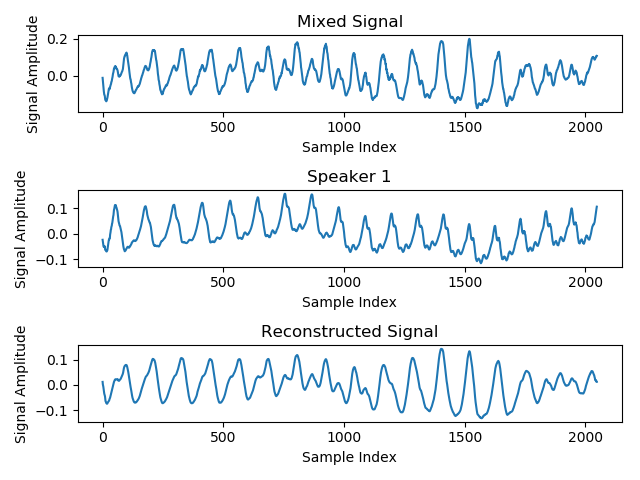 Mixed Signal
Signal Amplitude
0.2
0.0
0 500 1000 1500 2000
Sample Index
Speaker 1
Signal Amplitude
0.1
0.0
−0.1
0 500 1000 1500 2000
Sample Index
Reconstructed Signal
Signal Amplitude
0.1
0.0
−0.1
0 500 1000 1500 2000
Sample Index